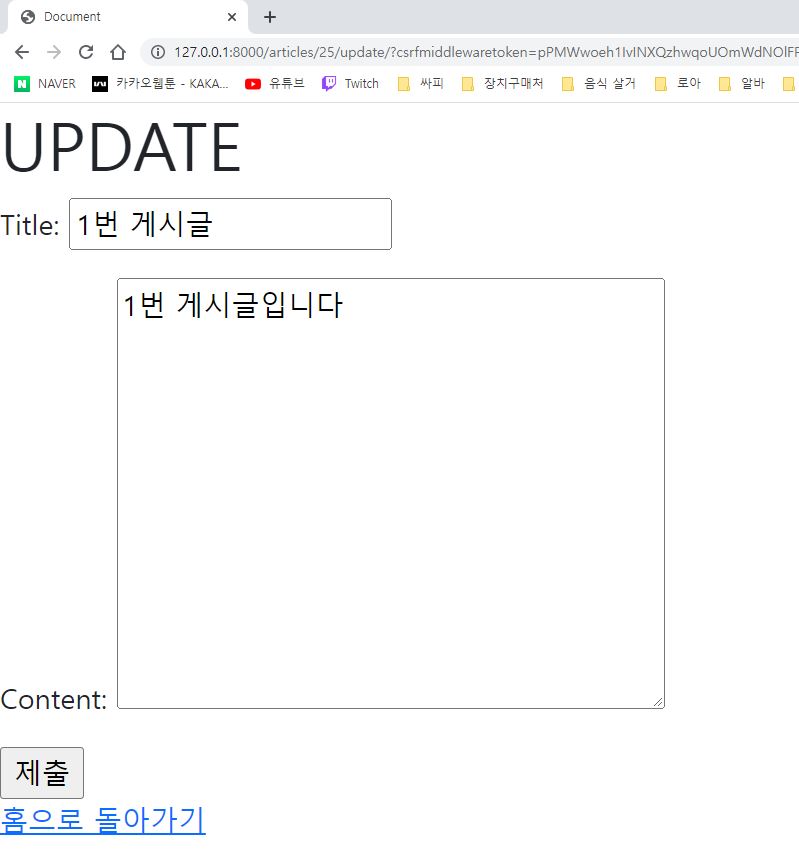 Document
127.0.0.1:8000/articles/25/update/?csrfmiddlewaretoken=
NAVER 카카오웹툰 - KAKA... 유튜브 Twitch 싸피 장치구매처 음식 살거 로아 알바
UPDATE
Title: 1번 게시글
1번 게시글입니다
Content:
제출
홈으로 돌아가기